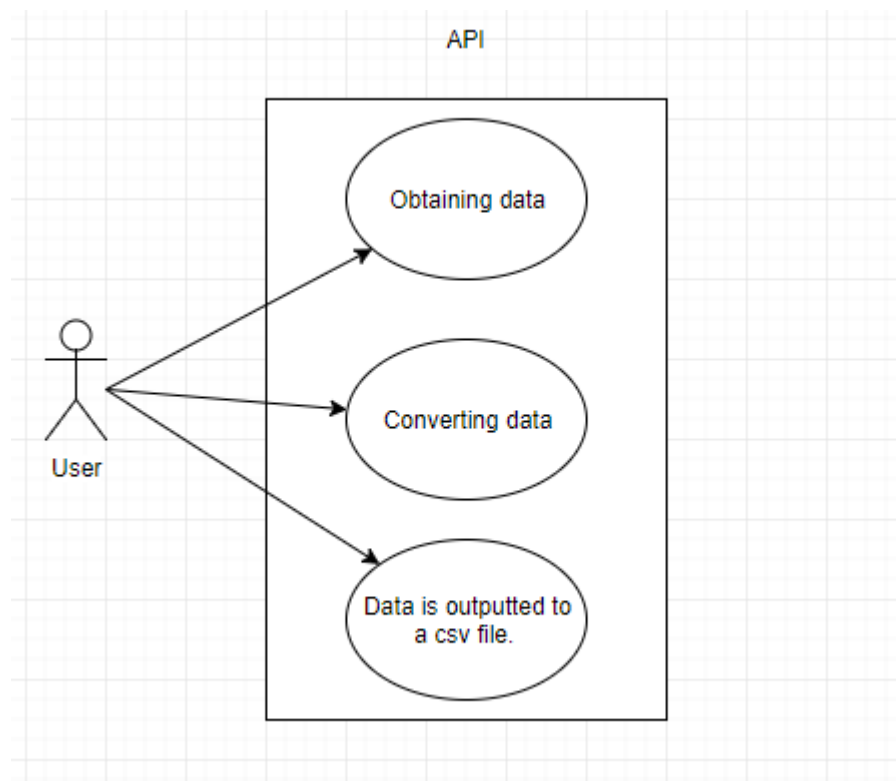 API
Obtaining data
Converting data
User
Data is outputted to
a csv file.